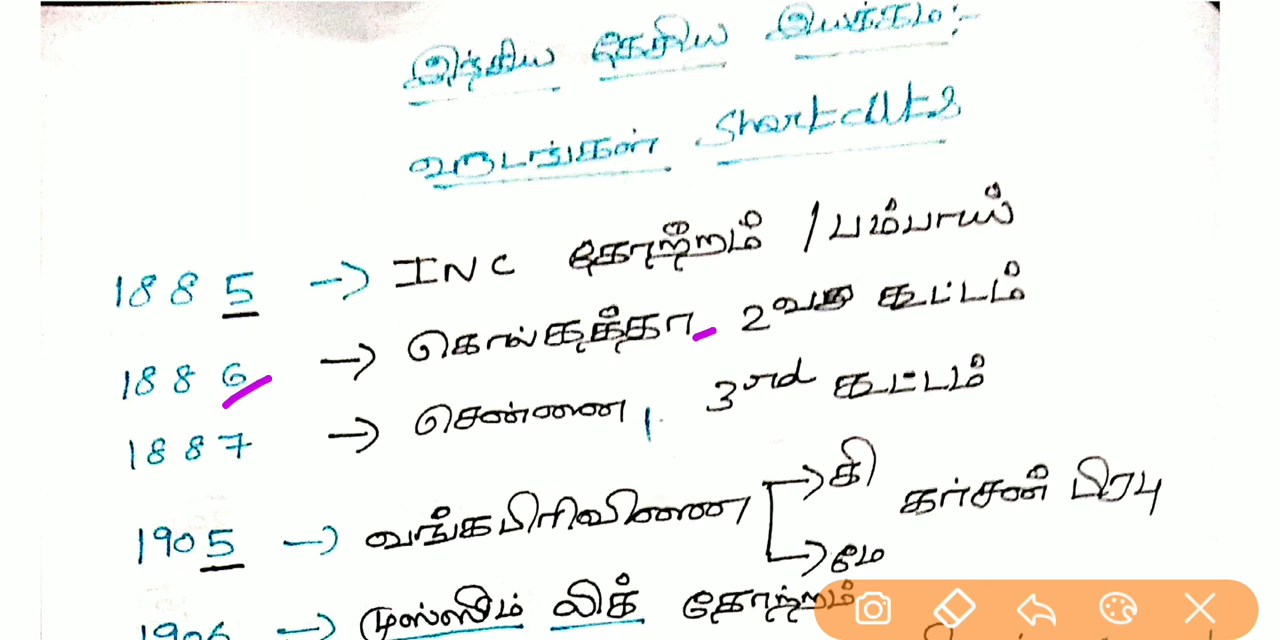 இந்திய தேசிய இயக்கம்:-
வருடங்கள் Shortcuts
1885 → INC தோற்றம் / பம்பாய்
1886 → கொல்கத்தா 2வது கூட்டம்
1887 → சென்னை, 3rd கூட்டம்
1905 → வங்கபிரிவினை → கி கர்சன் பிரபு
→ மே
1906 → முஸ்லிம் லீக் தோற்றம்